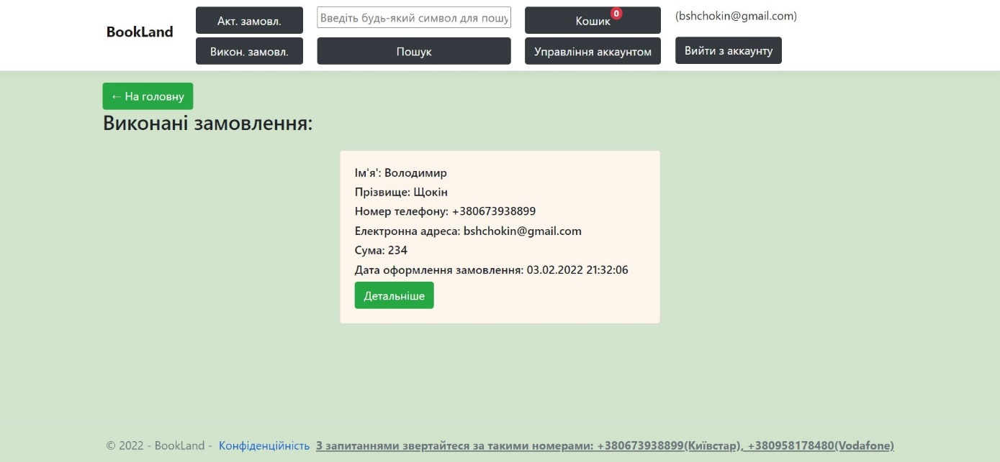 BookLand
Акт. замовл.
Викон. замовл.
Введіть будь-який символ для пошу
Пошук
Кошик 0
Управління аккаунтом
(bshchokin@gmail.com)
Вийти з аккаунту
← На головну
Виконані замовлення:
Ім'я': Володимир
Прізвище: Щокін
Номер телефону: +380673938899
Електронна адреса: bshchokin@gmail.com
Сума: 234
Дата оформлення замовлення: 03.02.2022 21:32:06
Детальніше
© 2022 - BookLand - Конфіденційність З запитаннями звертайтеся за такими номерами: +380673938899(Київстар), +380958178480(Vodafone)